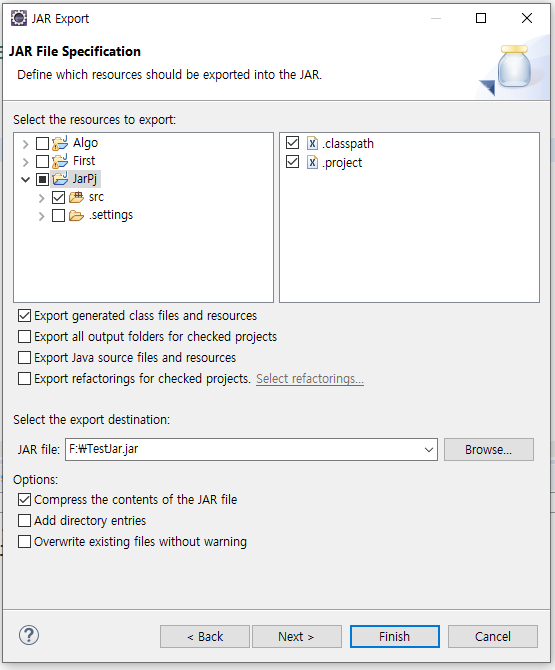 JAR Export
JAR File Specification
Define which resources should be exported into the JAR.
Select the resources to export:
Algo
First
JarPj
src
.settings
.classpath
.project
Export generated class files and resources
Export all output folders for checked projects
Export Java source files and resources
Export refactorings for checked projects. Select refactorings...
Select the export destination:
JAR file: F:₩TestJar.jar Browse...
Options:
Compress the contents of the JAR file
Add directory entries
Overwrite existing files without warning
? < Back Next > Finish Cancel